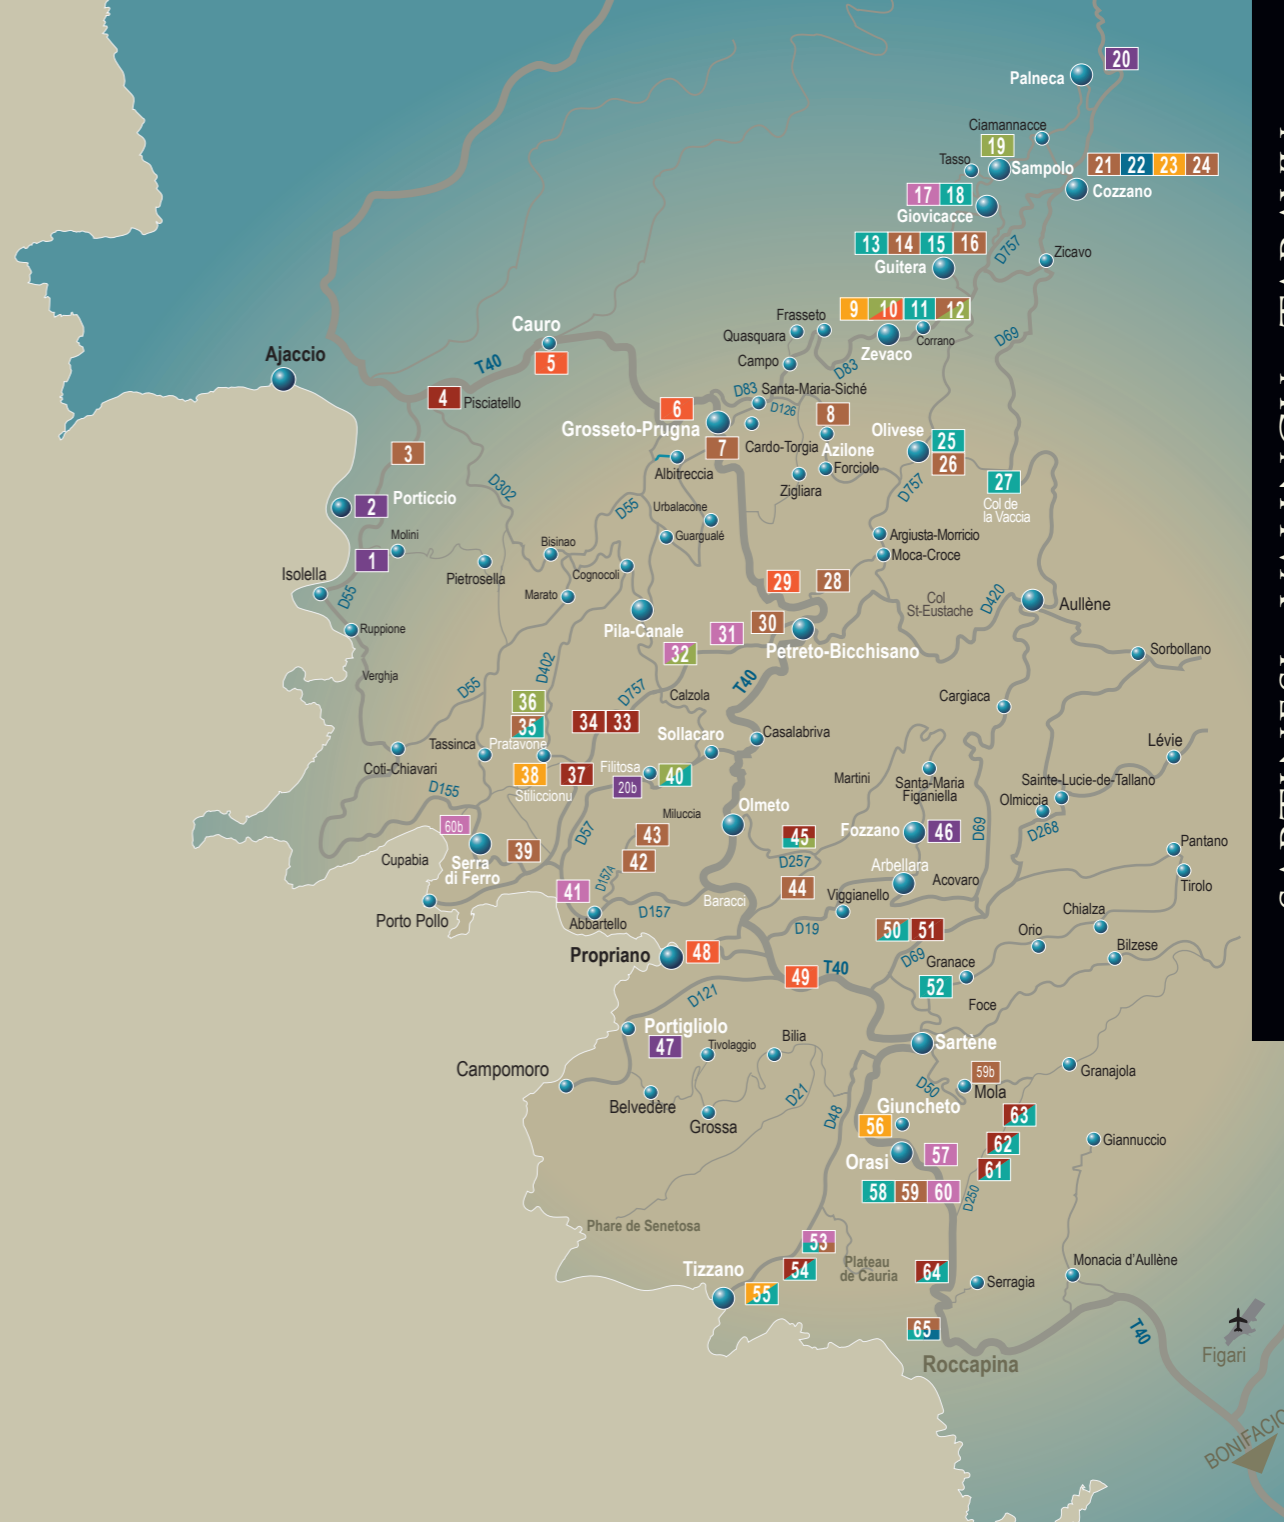 20
Palneca
Ciamannacce
19
Tasso
Sampolo
21 22 23 24
Cozzano
17 18
Giovicacce
13 14 15 16
Guitera
D757
Zicavo
9 10 11 12
Frasseto
Quasquara
Corrano
Zevaco
D69
Cauro
T40
5
Ajaccio
Campo
D83
D83
Santa-Maria-Siché
D126
4
Pisciatello
6
8
Grosseto-Prugna
Olivese
25
3
7
Cardo-Torgia
Azilone
26
Albitreccia
Forciolo
27
Zigliara
D757
Col de
la Vaccia
2
Porticcio
D302
D55
Urbalacone
Molini
Guargualé
Argiusta-Morricio
1
Bisinao
Moca-Croce
Isolella
Pietrosella
Cognocoli
29
28
D55
Marato
Col
St-Eustache
D420
Aullène
Ruppione
Pila-Canale
31
30
32
Petreto-Bicchisano
Sorbollano
Verghja
D55
D402
D757
Calzola
T40
Cargiaca
36
35
34 33
Sollacaro
Casalabriva
Lévie
Tassinca
Pratavone
Coti-Chiavari
38
37
Filitosa
40
20b
Martini
Santa-Maria
Figaniella
Sainte-Lucie-de-Tallano
Olmiccia
D155
Stiliccionu
Miluccia
Olmeto
60b
43
45
Fozzano
46
D69
D268
Pantano
39
D57
42
D257
Cupabia
Serra
di Ferro
D157A
Arbellara
Acovaro
Tirolo
41
44
Viggianello
Baracci
Porto Pollo
Abbartello
D157
D19
Chialza
50 51
Orio
Bilzese
Propriano
48
D69
Granace
49
T40
52
Foce
D121
Portigliolo
47
Tivolaggio
Bilia
Sartène
Campomoro
59b
Granajola
Belvedère
D21
D50
Mola
Grossa
D48
Giuncheto
63
56
62
Giannuccio
Orasi
57
61
58 59 60
D250
Phare de Senetosa
53
Tizzano
54
Plateau
de Cauria
64
Monacia d'Aullène
55
Serragia
65
T40
Roccapina
Figari
BONIFACIO